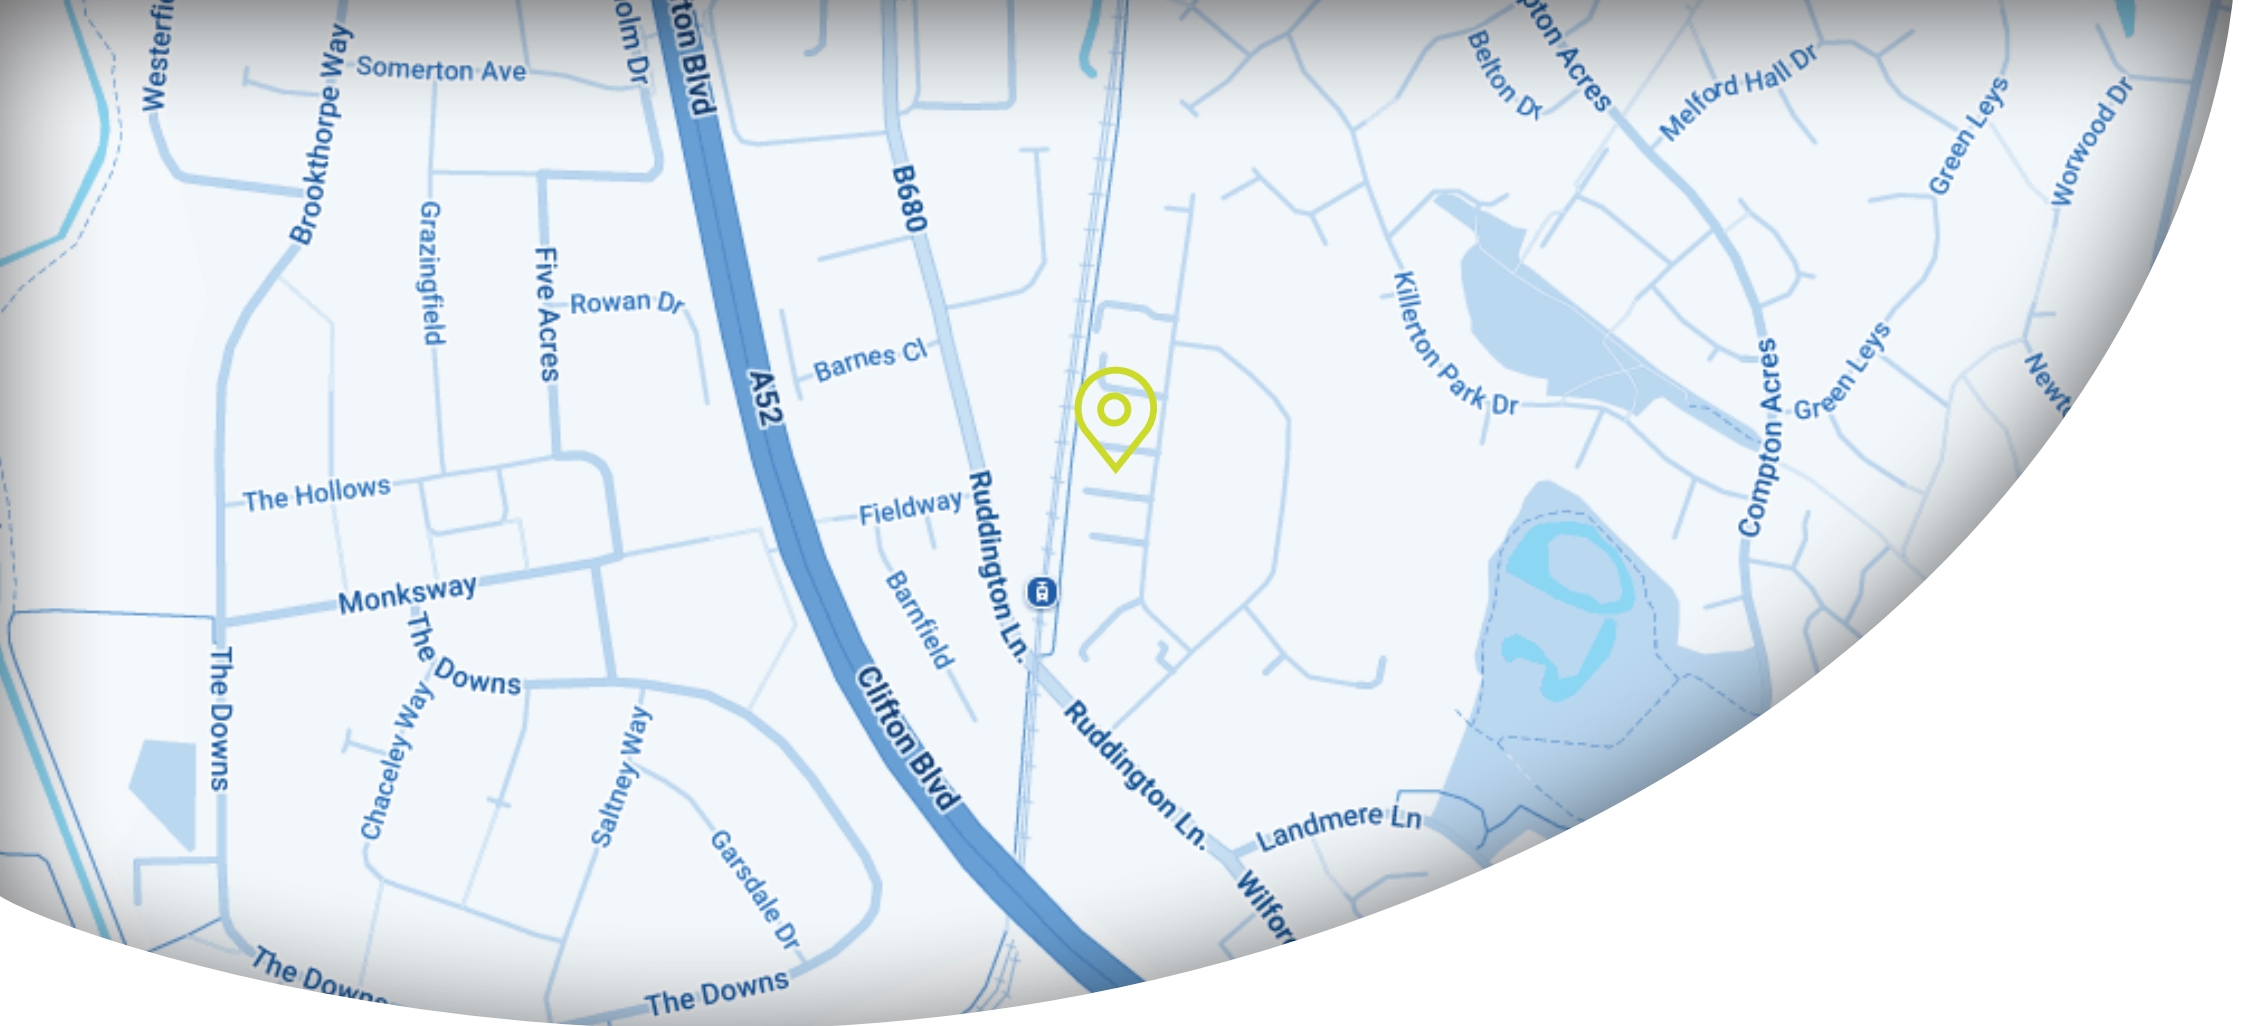 Westerfi
Brookthorpe Way
Somerton Ave
olm Dr
ton Blvd
B680
Belton Dr
pton Acres
Melford Hall Dr
Green Leys
Worwood Dr
Grazingfield
Five Acres
Rowan Dr
A52
Barnes Cl
Killerton Park Dr
Compton Acres
Green Leys
Newto
The Hollows
Fieldway
Ruddington Ln.
Barnfield
Monksway
The Downs
The Downs
Chaceley Way
Saltney Way
Garsdale Dr
Clifton Blvd
Ruddington Ln.
Landmere Ln
Wilford
The Downs
The Downs